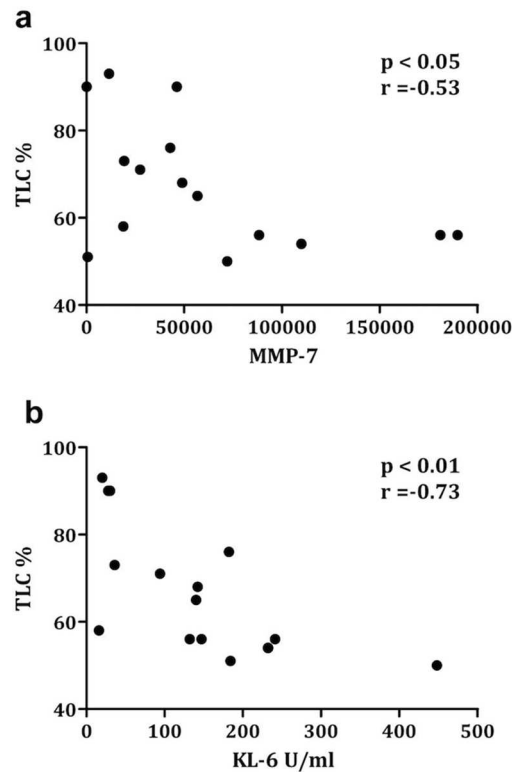 a
p < 0.05
r =-0.53
TLC %
100
80
60
40
0 50000 100000 150000 200000
MMP-7
b
p < 0.01
r =-0.73
TLC %
100
80
60
40
0 100 200 300 400 500
KL-6 U/ml